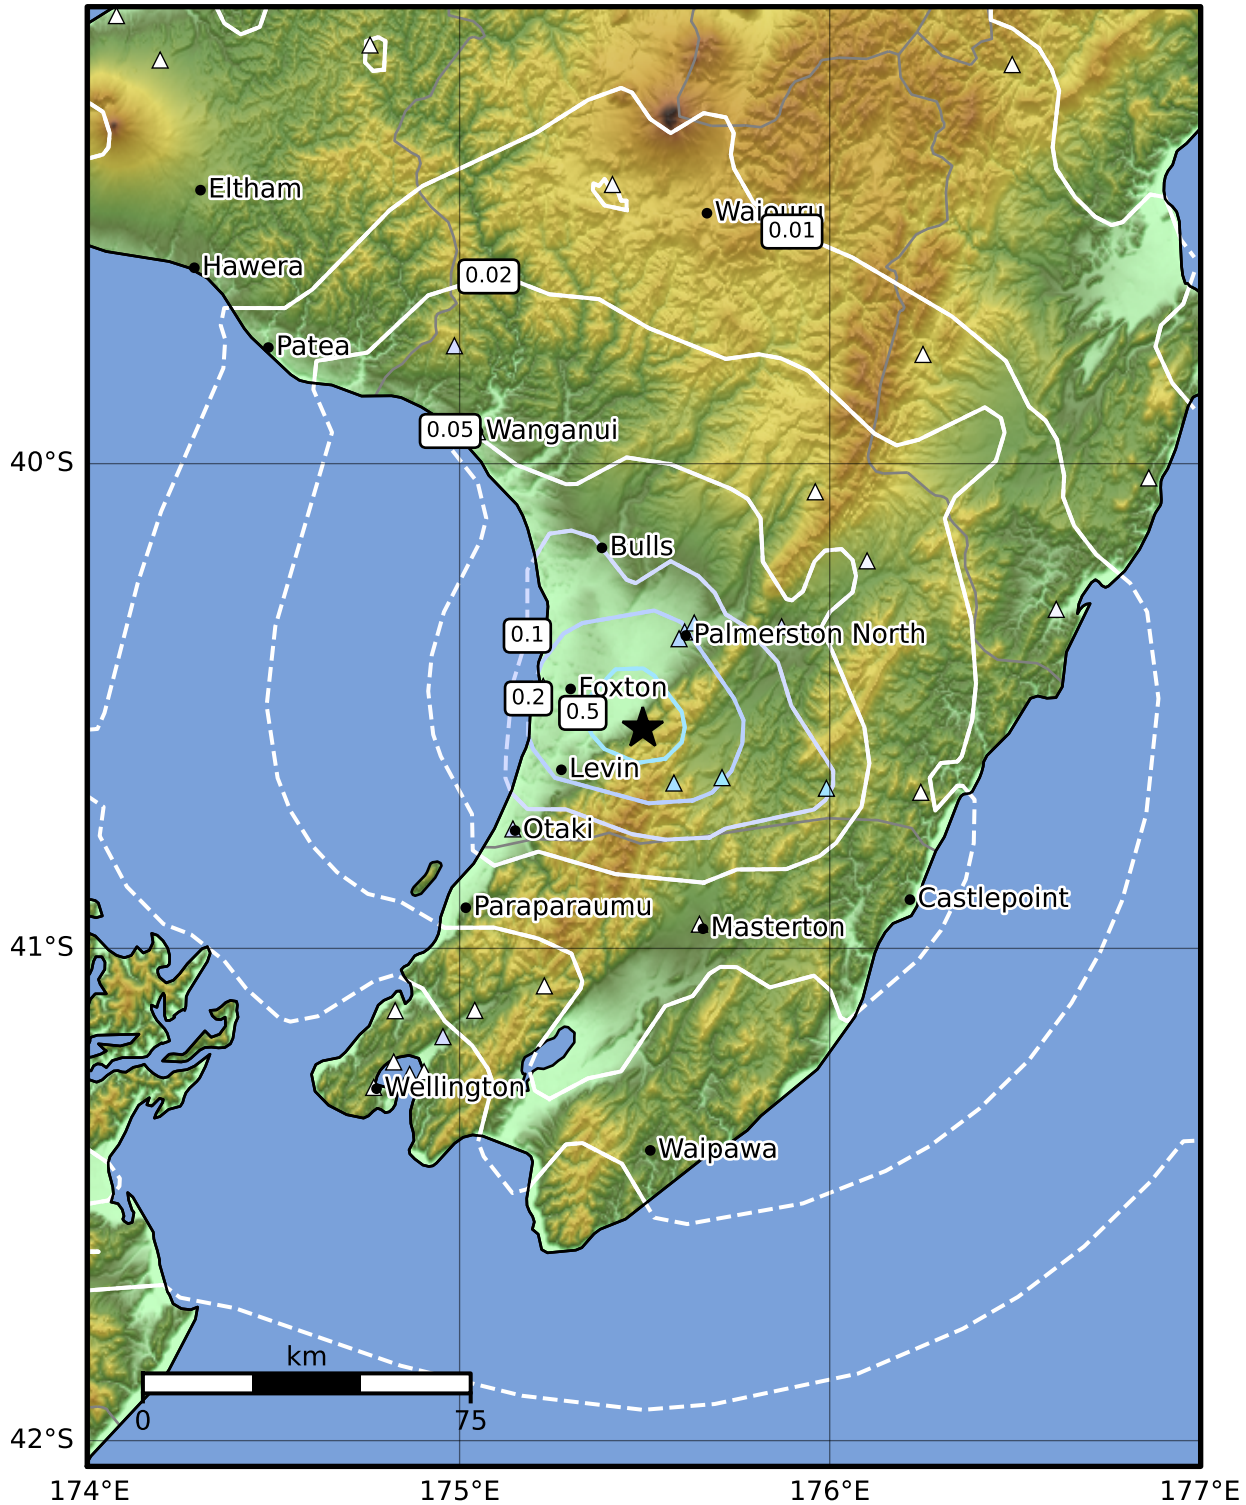 Eltham
Waiouru
0.01
Hawera
0.02
Patea
0.05
Wanganui
40°S
Bulls
0.1
Palmerston North
Foxton
0.2
0.5
Levin
Otaki
Castlepoint
Paraparaumu
Masterton
41°S
Wellington
Waipawa
km
0
75
42°S
174°E
175°E
176°E
177°E